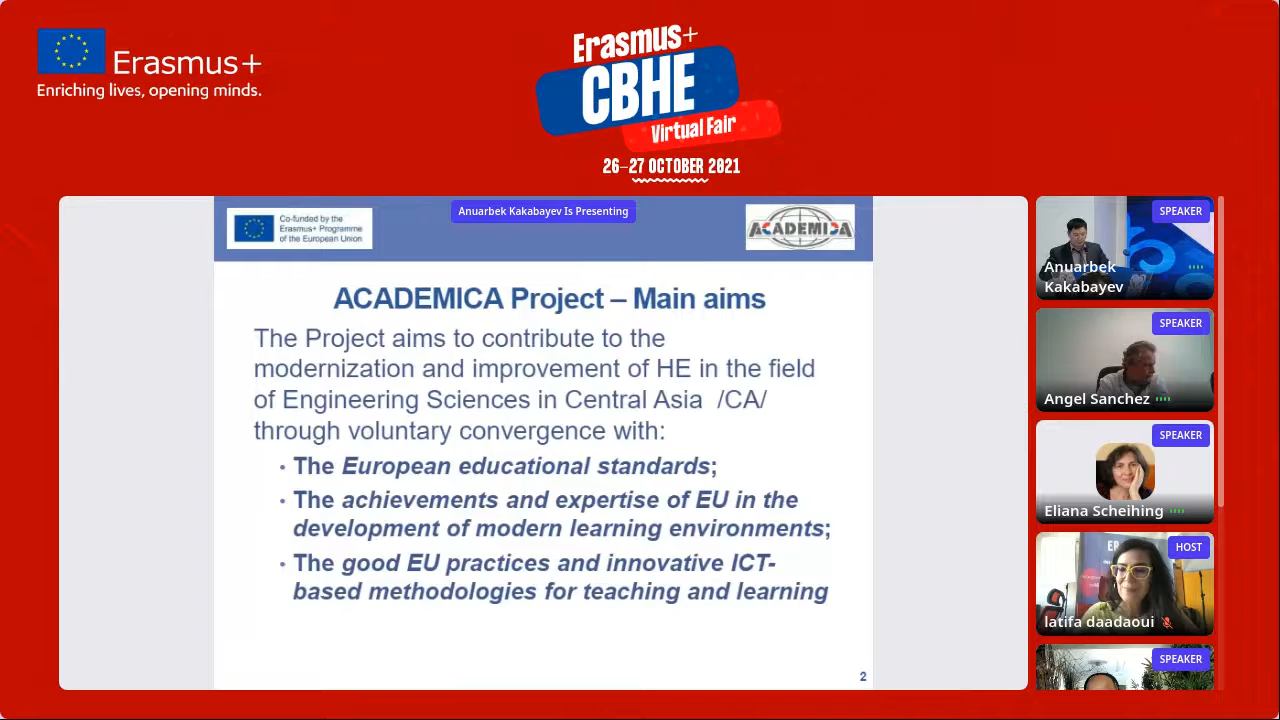 Erasmus+
Enriching lives, opening minds.
Erasmus+
CBHE
Virtual Fair
26–27 OCTOBER 2021
Co-funded by the
Erasmus+ Programme
of the European Union
Anuarbek Kakabayev Is Presenting
ACADEMICA
ACADEMICA Project – Main aims
The Project aims to contribute to the
modernization and improvement of HE in the field
of Engineering Sciences in Central Asia /CA/
through voluntary convergence with:
• The European educational standards;
• The achievements and expertise of EU in the
development of modern learning environments;
• The good EU practices and innovative ICT-
based methodologies for teaching and learning
2
SPEAKER
Anuarbek
Kakabayev
SPEAKER
Angel Sanchez
SPEAKER
Eliana Scheihing
HOST
latifa daadaoui
SPEAKER